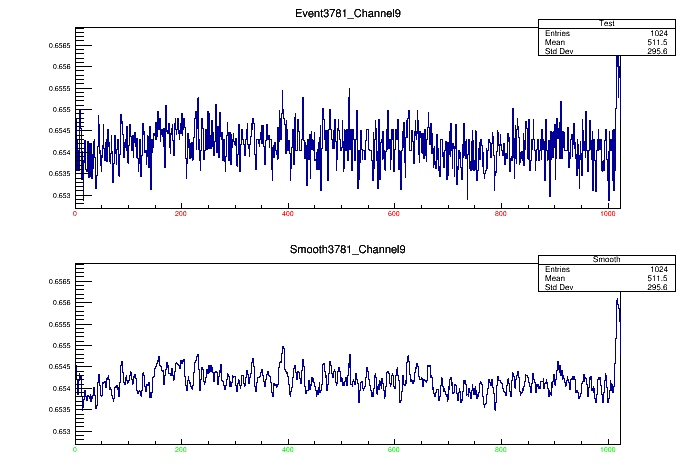 Event3781_Channel9
Test
Entries 1024
Mean 511.5
Std Dev 295.6
0.6565
0.656
0.6555
0.655
0.6545
0.654
0.6535
0.653
0 200 400 600 800 1000
Smooth3781_Channel9
Smooth
Entries 1024
Mean 511.5
Std Dev 295.6
0.6565
0.656
0.6555
0.655
0.6545
0.654
0.6535
0.653
0 200 400 600 800 1000